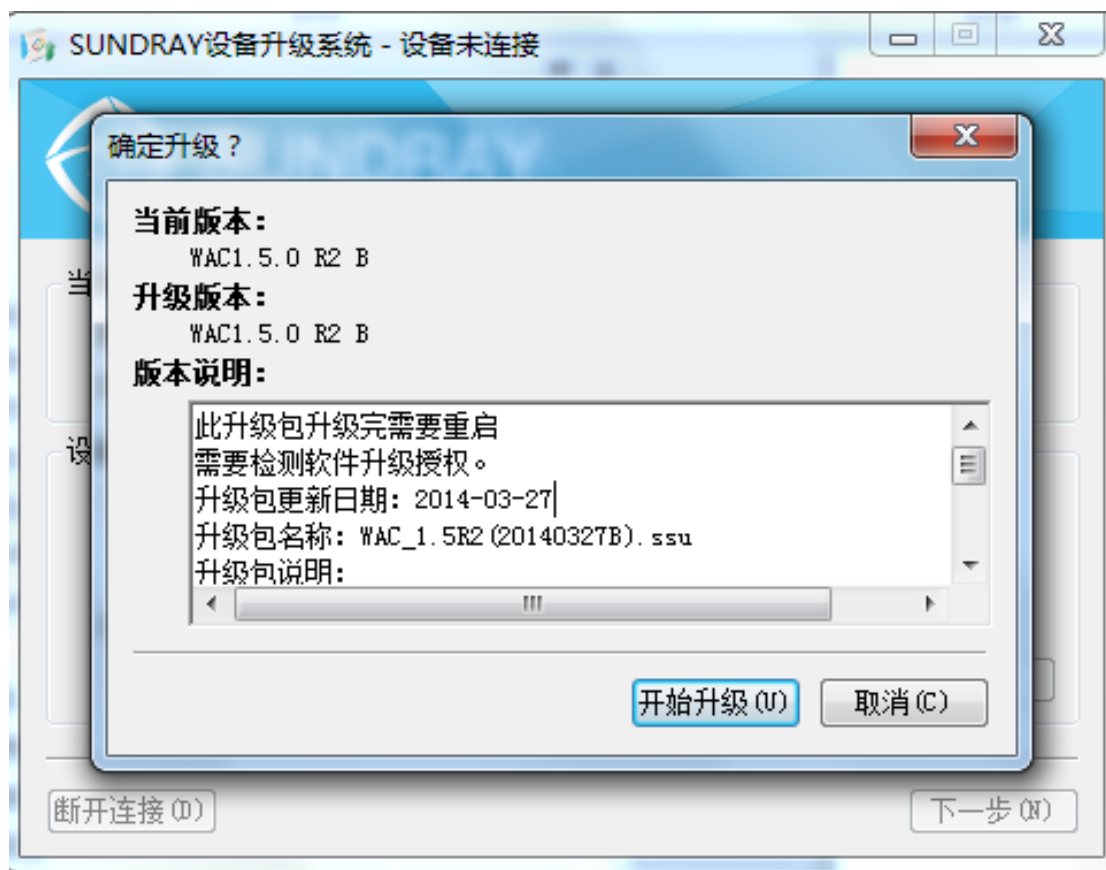 SUNDRAY设备升级系统 - 设备未连接
确定升级？
当前版本：
WAC1.5.0 R2 B
升级版本：
WAC1.5.0 R2 B
版本说明：
此升级包升级完需要重启
需要检测软件升级授权。
升级包更新日期：2014-03-27
升级包名称：WAC_1.5R2(20140327B).ssu
升级包说明：
开始升级(U)
取消(C)
当
设
断开连接(D)
下一步(N)